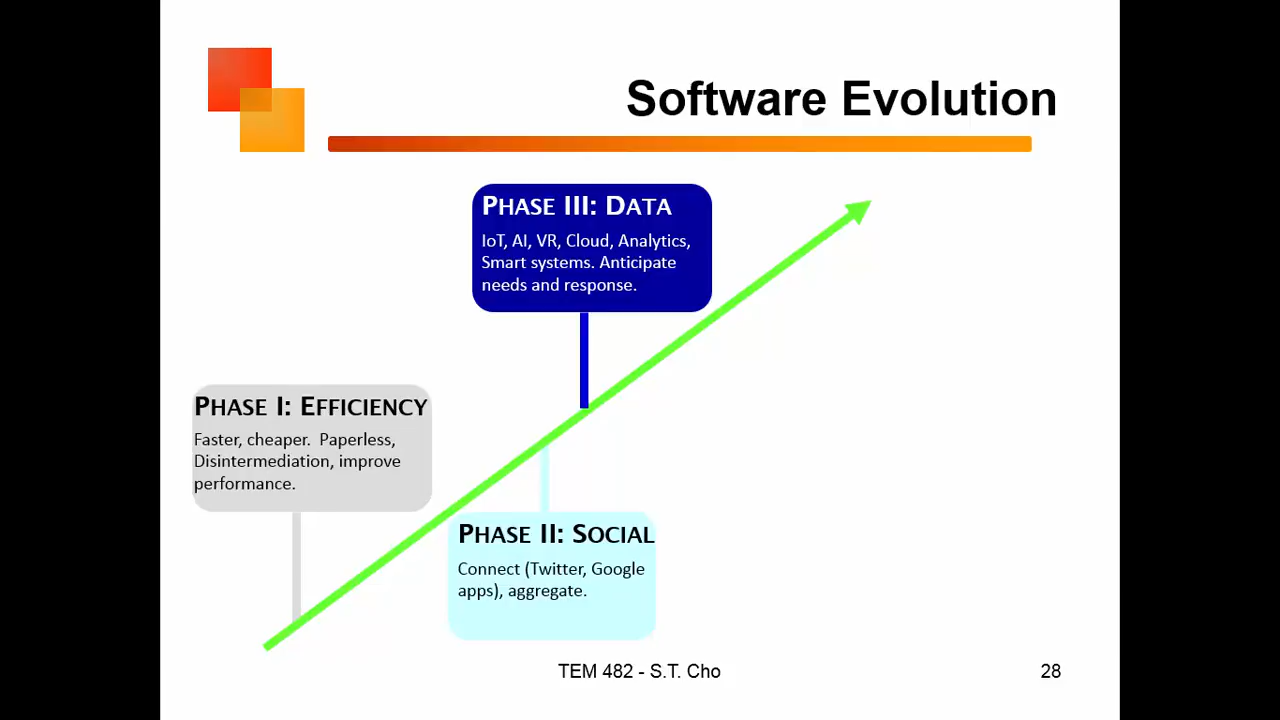 Software Evolution
PHASE III: DATA
IoT, AI, VR, Cloud, Analytics,
Smart systems. Anticipate
needs and response.
PHASE I: EFFICIENCY
Faster, cheaper.  Paperless,
Disintermediation, improve
performance.
PHASE II: SOCIAL
Connect (Twitter, Google
apps), aggregate.
TEM 482 - S.T. Cho
28